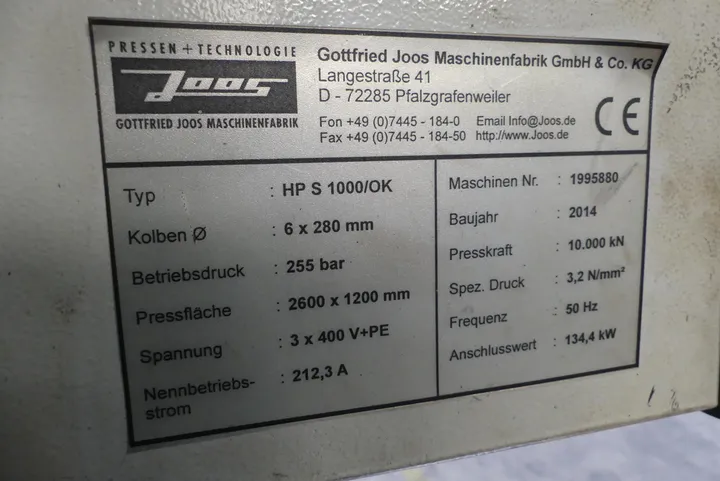 PRESSEN + TECHNOLOGIE
Joos
GOTTFRIED JOOS MASCHINENFABRIK
Gottfried Joos Maschinenfabrik GmbH & Co. KG
Langestraße 41
D - 72285 Pfalzgrafenweiler
Fon +49 (0)7445 - 184-0 Email Info@Joos.de
Fax +49 (0)7445 - 184-50 http://www.Joos.de
CE
Typ : HP S 1000/OK
Kolben Ø : 6 x 280 mm
Betriebsdruck : 255 bar
Pressfläche : 2600 x 1200 mm
Spannung : 3 x 400 V+PE
Nennbetriebs- : 212,3 A
strom
Maschinen Nr. : 1995880
Baujahr : 2014
Presskraft : 10.000 kN
Spez. Druck : 3,2 N/mm²
Frequenz : 50 Hz
Anschlusswert : 134,4 kW